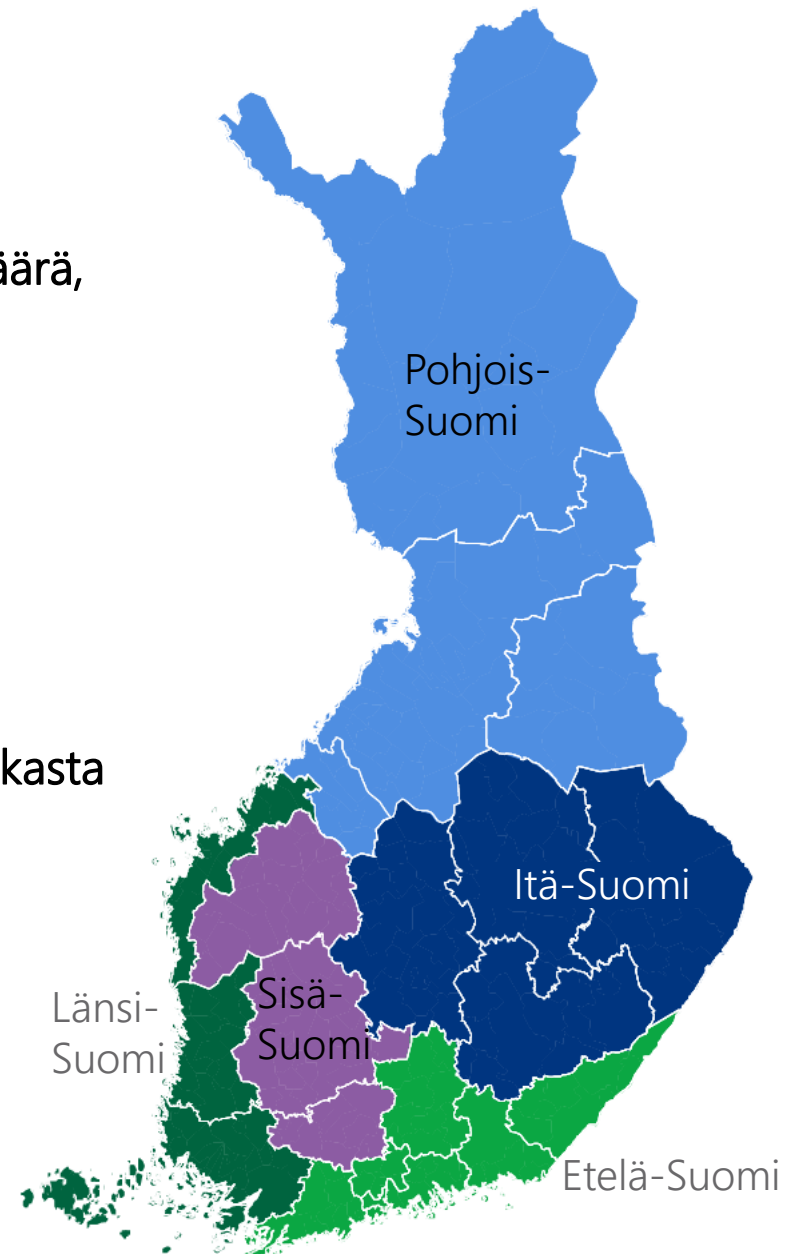 äärä,
Pohjois-
Suomi
kasta
Itä-Suomi
Länsi-
Suomi
Sisä-
Suomi
Etelä-Suomi